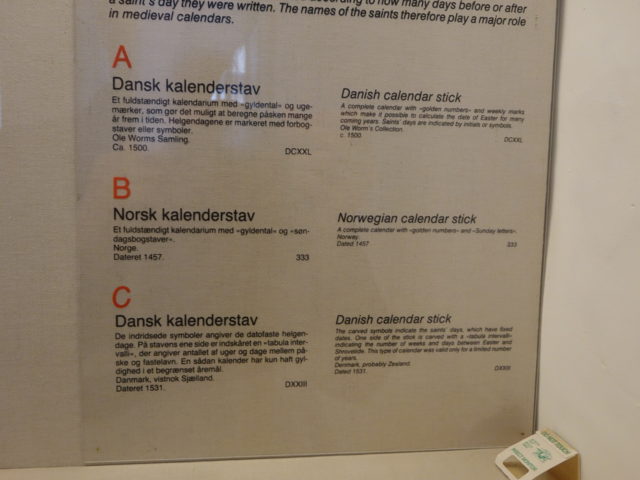 a saint's day they were written. according to how many days before or after
The names of the saints therefore play a major role
in medieval calendars.
A
Dansk kalenderstav
Et fuldstændigt kalendarium med »gyldental« og uge-
mærker, som gør det muligt at beregne påsken mange
år frem i tiden. Helgendagene er markeret med forbog-
staver eller symboler.
Ole Worms Samling.
Ca. 1500.
DCXXL
Danish calendar stick
A complete calendar with »golden numbers« and weekly marks
which make it possible to calculate the date of Easter for many
coming years. Saints' days are indicated by initials or symbols.
Ole Worm's Collection.
c. 1500.
DCXXL
B
Norsk kalenderstav
Et fuldstændigt kalendarium med »gyldental« og »søn-
dagsbogstaver«.
Norge.
Dateret 1457.
333
Norwegian calendar stick
A complete calendar with »golden numbers« and »Sunday letters«.
Norway.
Dated 1457
333
C
Dansk kalenderstav
De indridsede symboler angiver de datofaste helgen-
dage. På stavens ene side er indskåret en »tabula inter-
valli«, der angiver antallet af uger og dage mellem på-
ske og fastelavn. En sådan kalender har kun haft gyl-
dighed i et begrænset åremål.
Danmark, vistnok Sjælland.
Dateret 1531.
DXXIII
Danish calendar stick
The carved symbols indicate the saints' days, which have fixed
dates. One side of the stick is carved with a »tabula intervalli«
indicating the number of weeks and days between Easter and
Shrovetide. This type of calendar was valid only for a limited number
of years.
Denmark, probably Zealand.
Dated 1531.
DXXIII